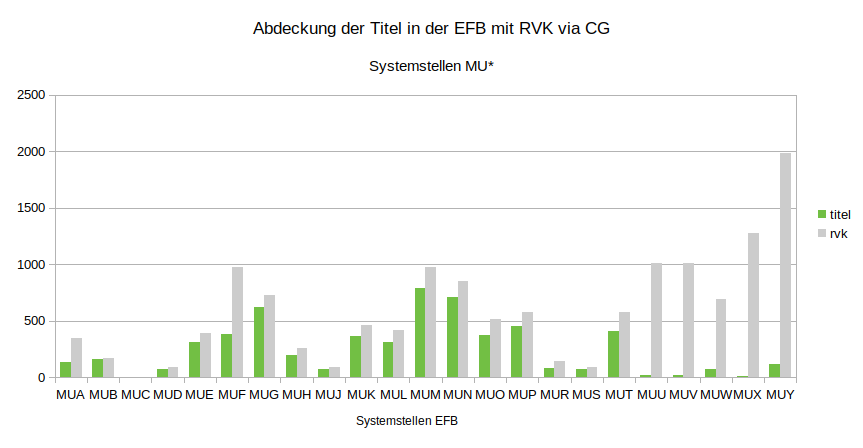 Abdeckung der Titel in der EFB mit RVK via CG
Systemstellen MU*
2500
2000
1500
1000
500
0
MUA MUB MUC MUD MUE MUF MUG MUH MUJ MUK MUL MUM MUN MUO MUP MUR MUS MUT MUU MUV MUW MUX MUY
Systemstellen EFB
titel
rvk